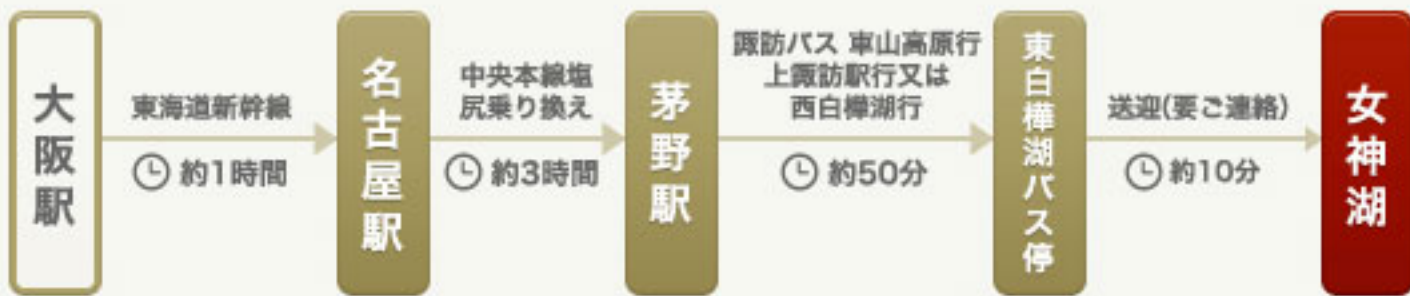 大阪駅
東海道新幹線
約1時間
名古屋駅
中央本線塩
尻乗り換え
約3時間
茅野駅
諏訪バス 車山高原行
上諏訪駅行又は
西白樺湖行
約50分
東白樺湖バス停
送迎(要ご連絡)
約10分
女神湖